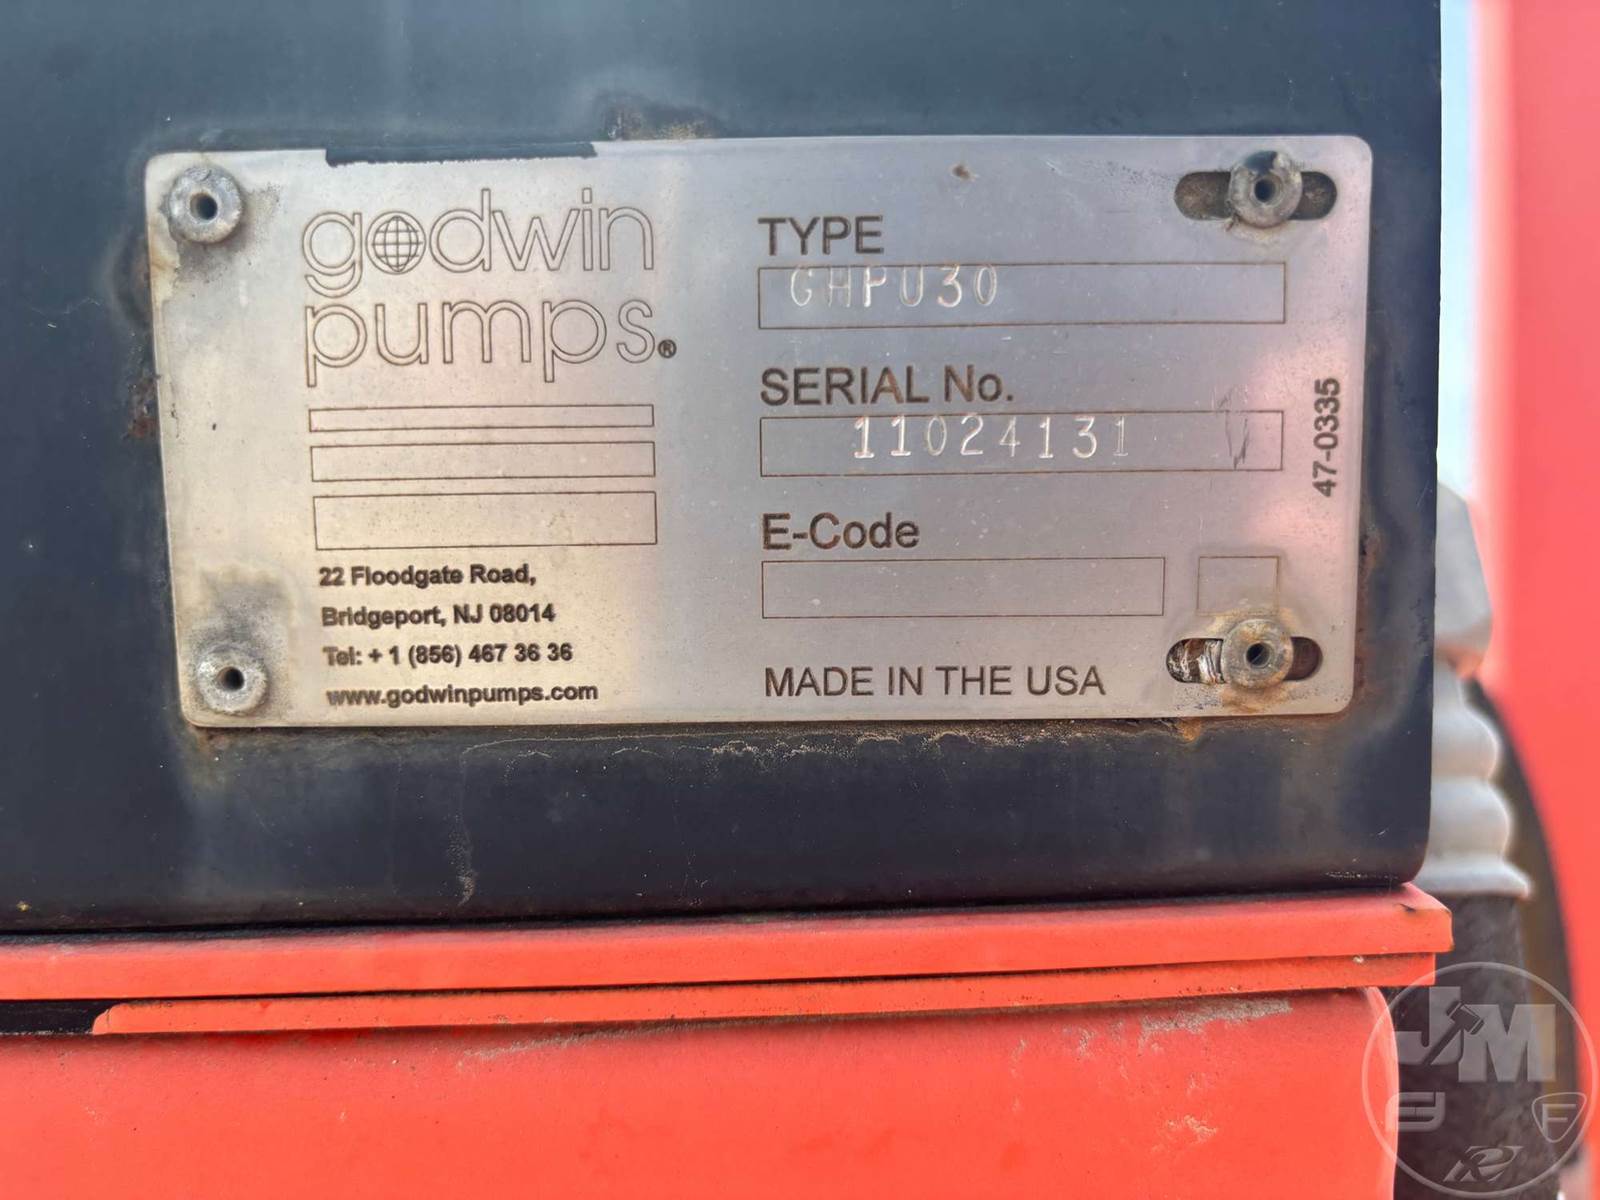 godwin
pumps®
22 Floodgate Road,
Bridgeport, NJ 08014
Tel: + 1 (856) 467 36 36
www.godwinpumps.com
TYPE
GHPU30
SERIAL No.
11024131
E-Code
MADE IN THE USA
47-0335
JM